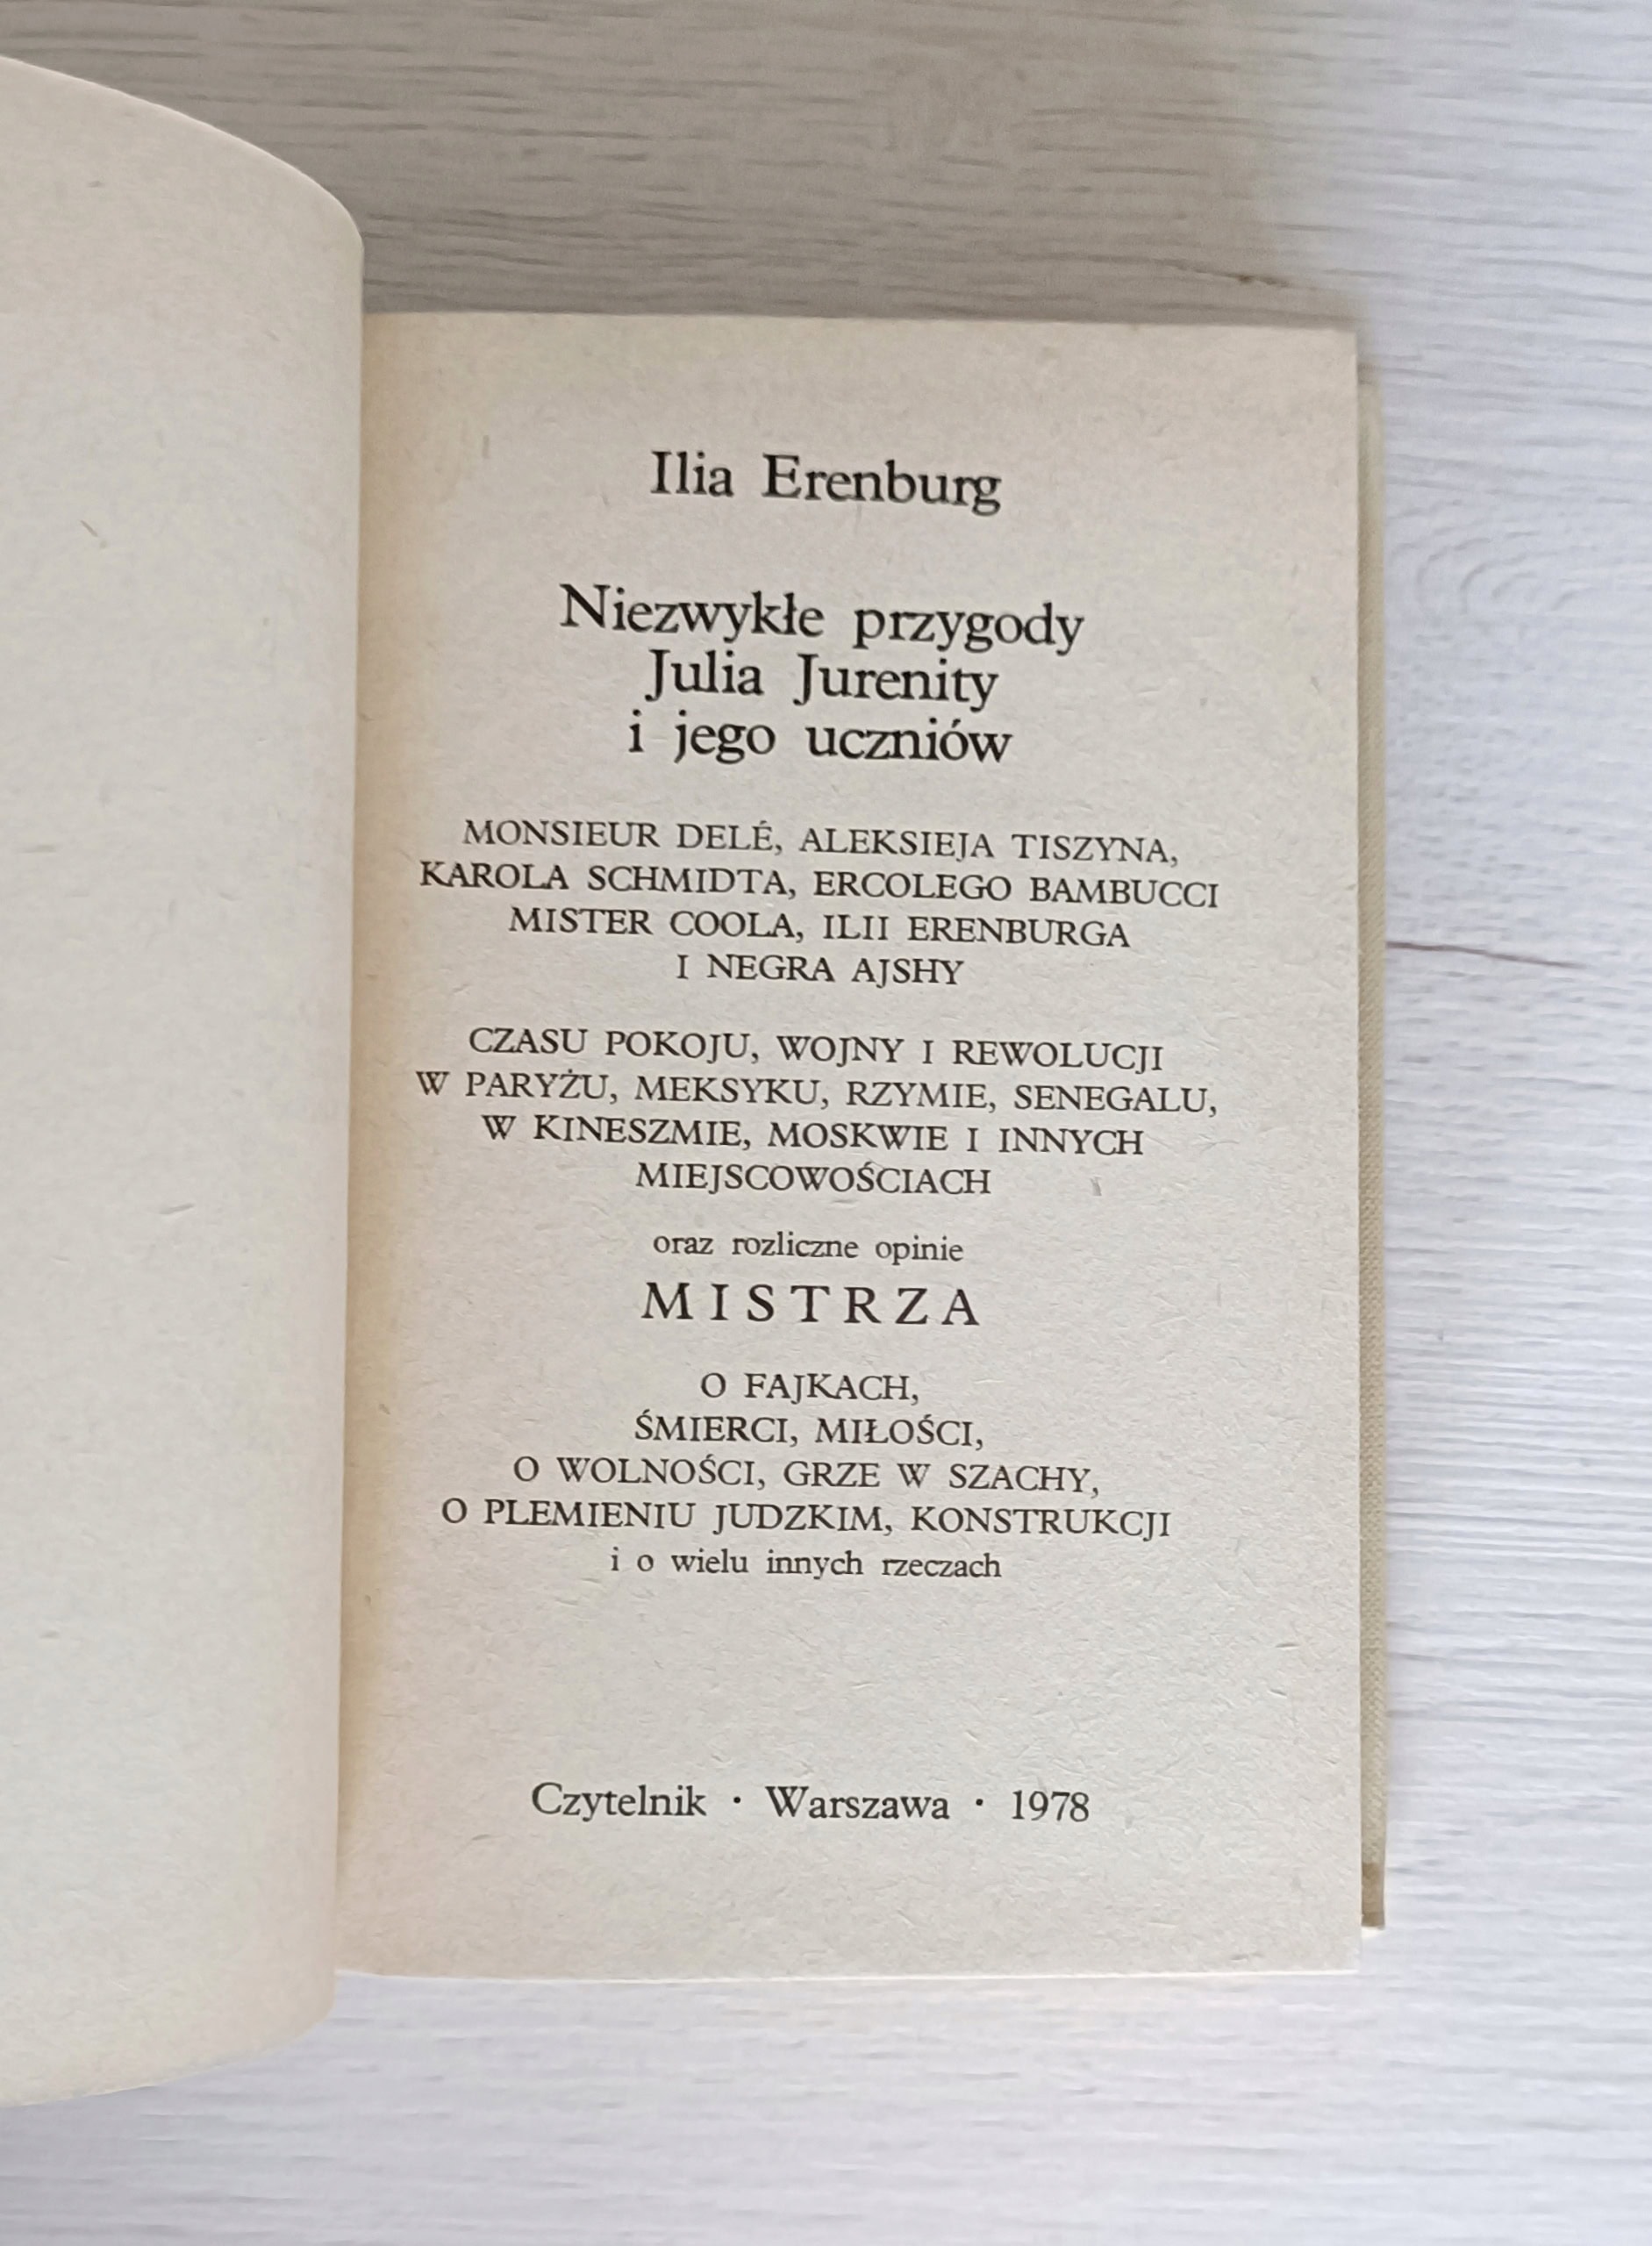 Ilia Erenburg
Niezwykłe przygody
Julia Jurenity
i jego uczniów
MONSIEUR DELÉ, ALEKSIEJA TISZYNA,
KAROLA SCHMIDTA, ERCOLEGO BAMBUCCI
MISTER COOLA, ILII ERENBURGA
I NEGRA AJSHY
CZASU POKOJU, WOJNY I REWOLUCJI
W PARYŻU, MEKSYKU, RZYMIE, SENEGALU,
W KINESZMIE, MOSKWIE I INNYCH
MIEJSCOWOŚCIACH
oraz rozliczne opinie
MISTRZA
O FAJKACH,
ŚMIERCI, MIŁOŚCI,
O WOLNOŚCI, GRZE W SZACHY,
O PLEMIENIU JUDZKIM, KONSTRUKCJI
i o wielu innych rzeczach
Czytelnik · Warszawa · 1978